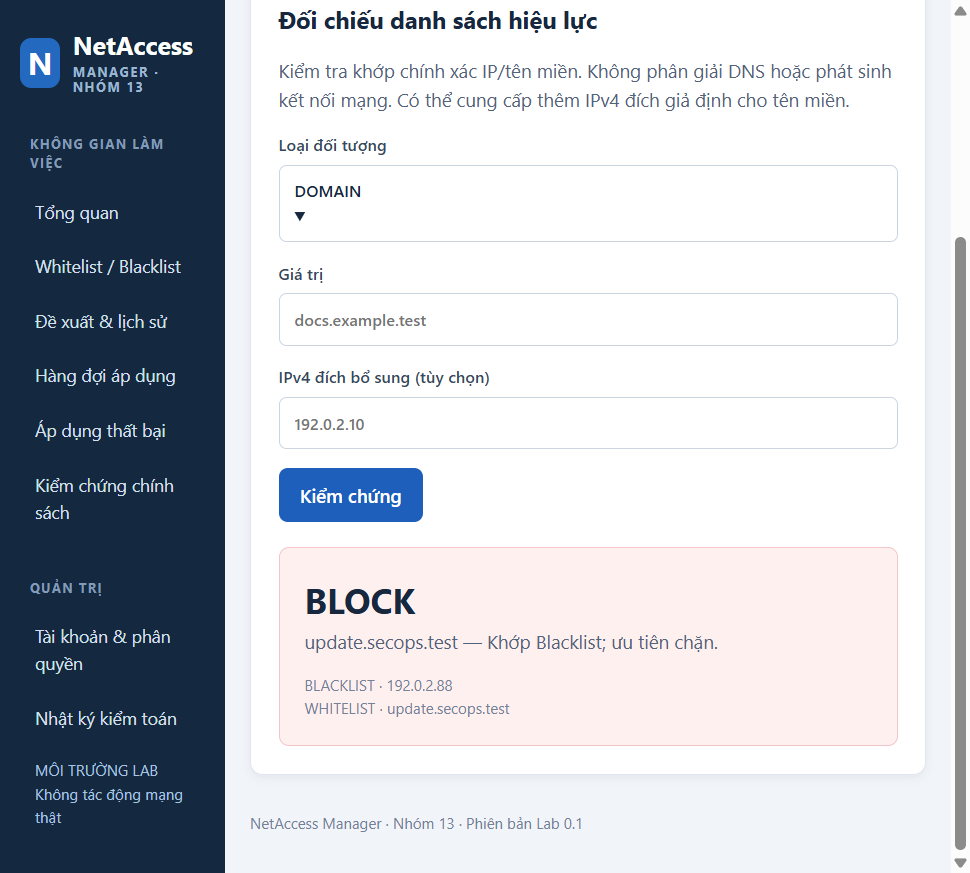 N
NetAccess
MANAGER ·
NHÓM 13
KHÔNG GIAN LÀM
VIỆC
Tổng quan
Whitelist / Blacklist
Đề xuất & lịch sử
Hàng đợi áp dụng
Áp dụng thất bại
Kiểm chứng chính
sách
QUẢN TRỊ
Tài khoản & phân
quyền
Nhật ký kiểm toán
MÔI TRƯỜNG LAB
Không tác động mạng
thật
Đối chiếu danh sách hiệu lực
Kiểm tra khớp chính xác IP/tên miền. Không phân giải DNS hoặc phát sinh
kết nối mạng. Có thể cung cấp thêm IPv4 đích giả định cho tên miền.
Loại đối tượng
DOMAIN
Giá trị
docs.example.test
IPv4 đích bổ sung (tùy chọn)
192.0.2.10
Kiểm chứng
BLOCK
update.secops.test — Khớp Blacklist; ưu tiên chặn.
BLACKLIST · 192.0.2.88
WHITELIST · update.secops.test
NetAccess Manager · Nhóm 13 · Phiên bản Lab 0.1